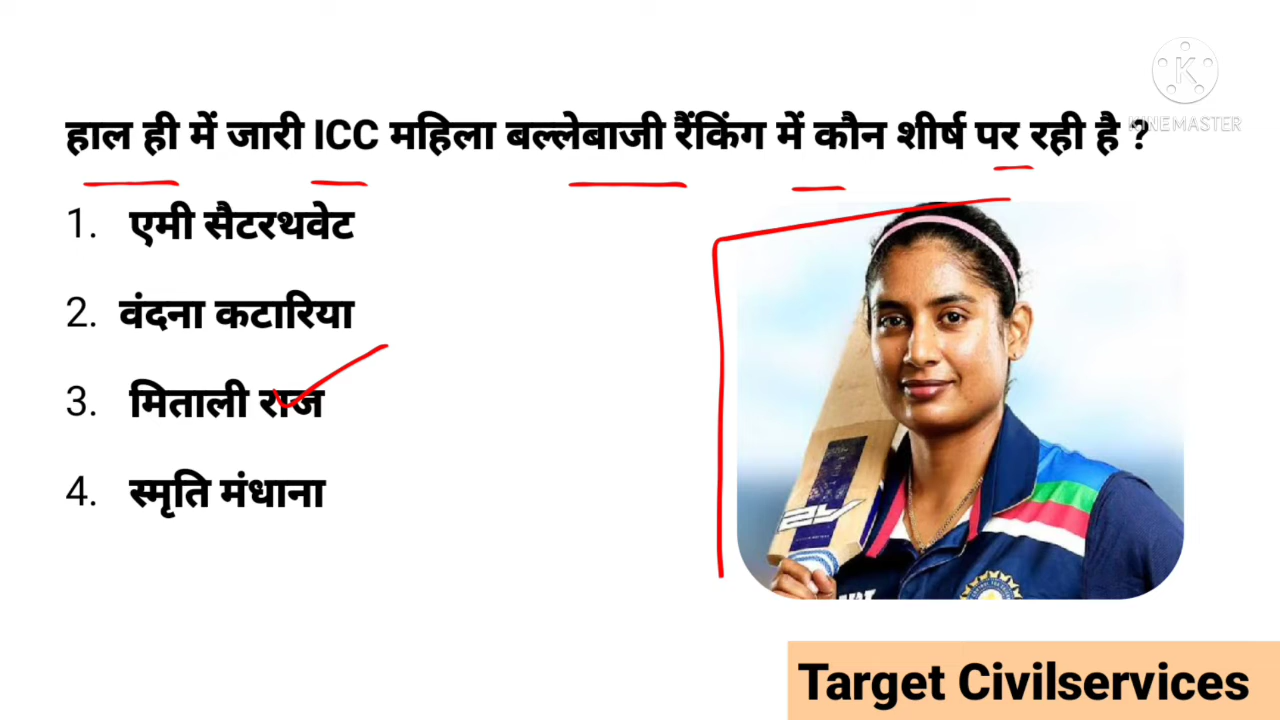 K
KINEMASTER
हाल ही में जारी ICC महिला बल्लेबाजी रैंकिंग में कौन शीर्ष पर रही है ?
1. एमी सैटरथवेट
2. वंदना कटारिया
3. मिताली राज
4. स्मृति मंधाना
Target Civilservices